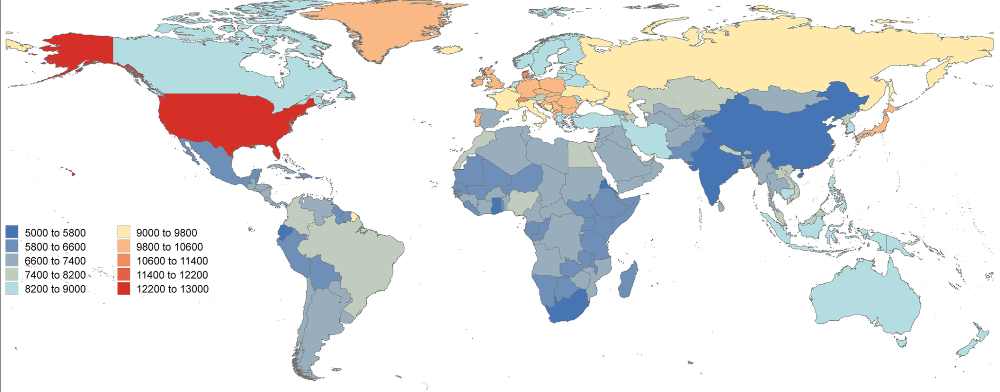 5000 to 5800
5800 to 6600
6600 to 7400
7400 to 8200
8200 to 9000
9000 to 9800
9800 to 10600
10600 to 11400
11400 to 12200
12200 to 13000